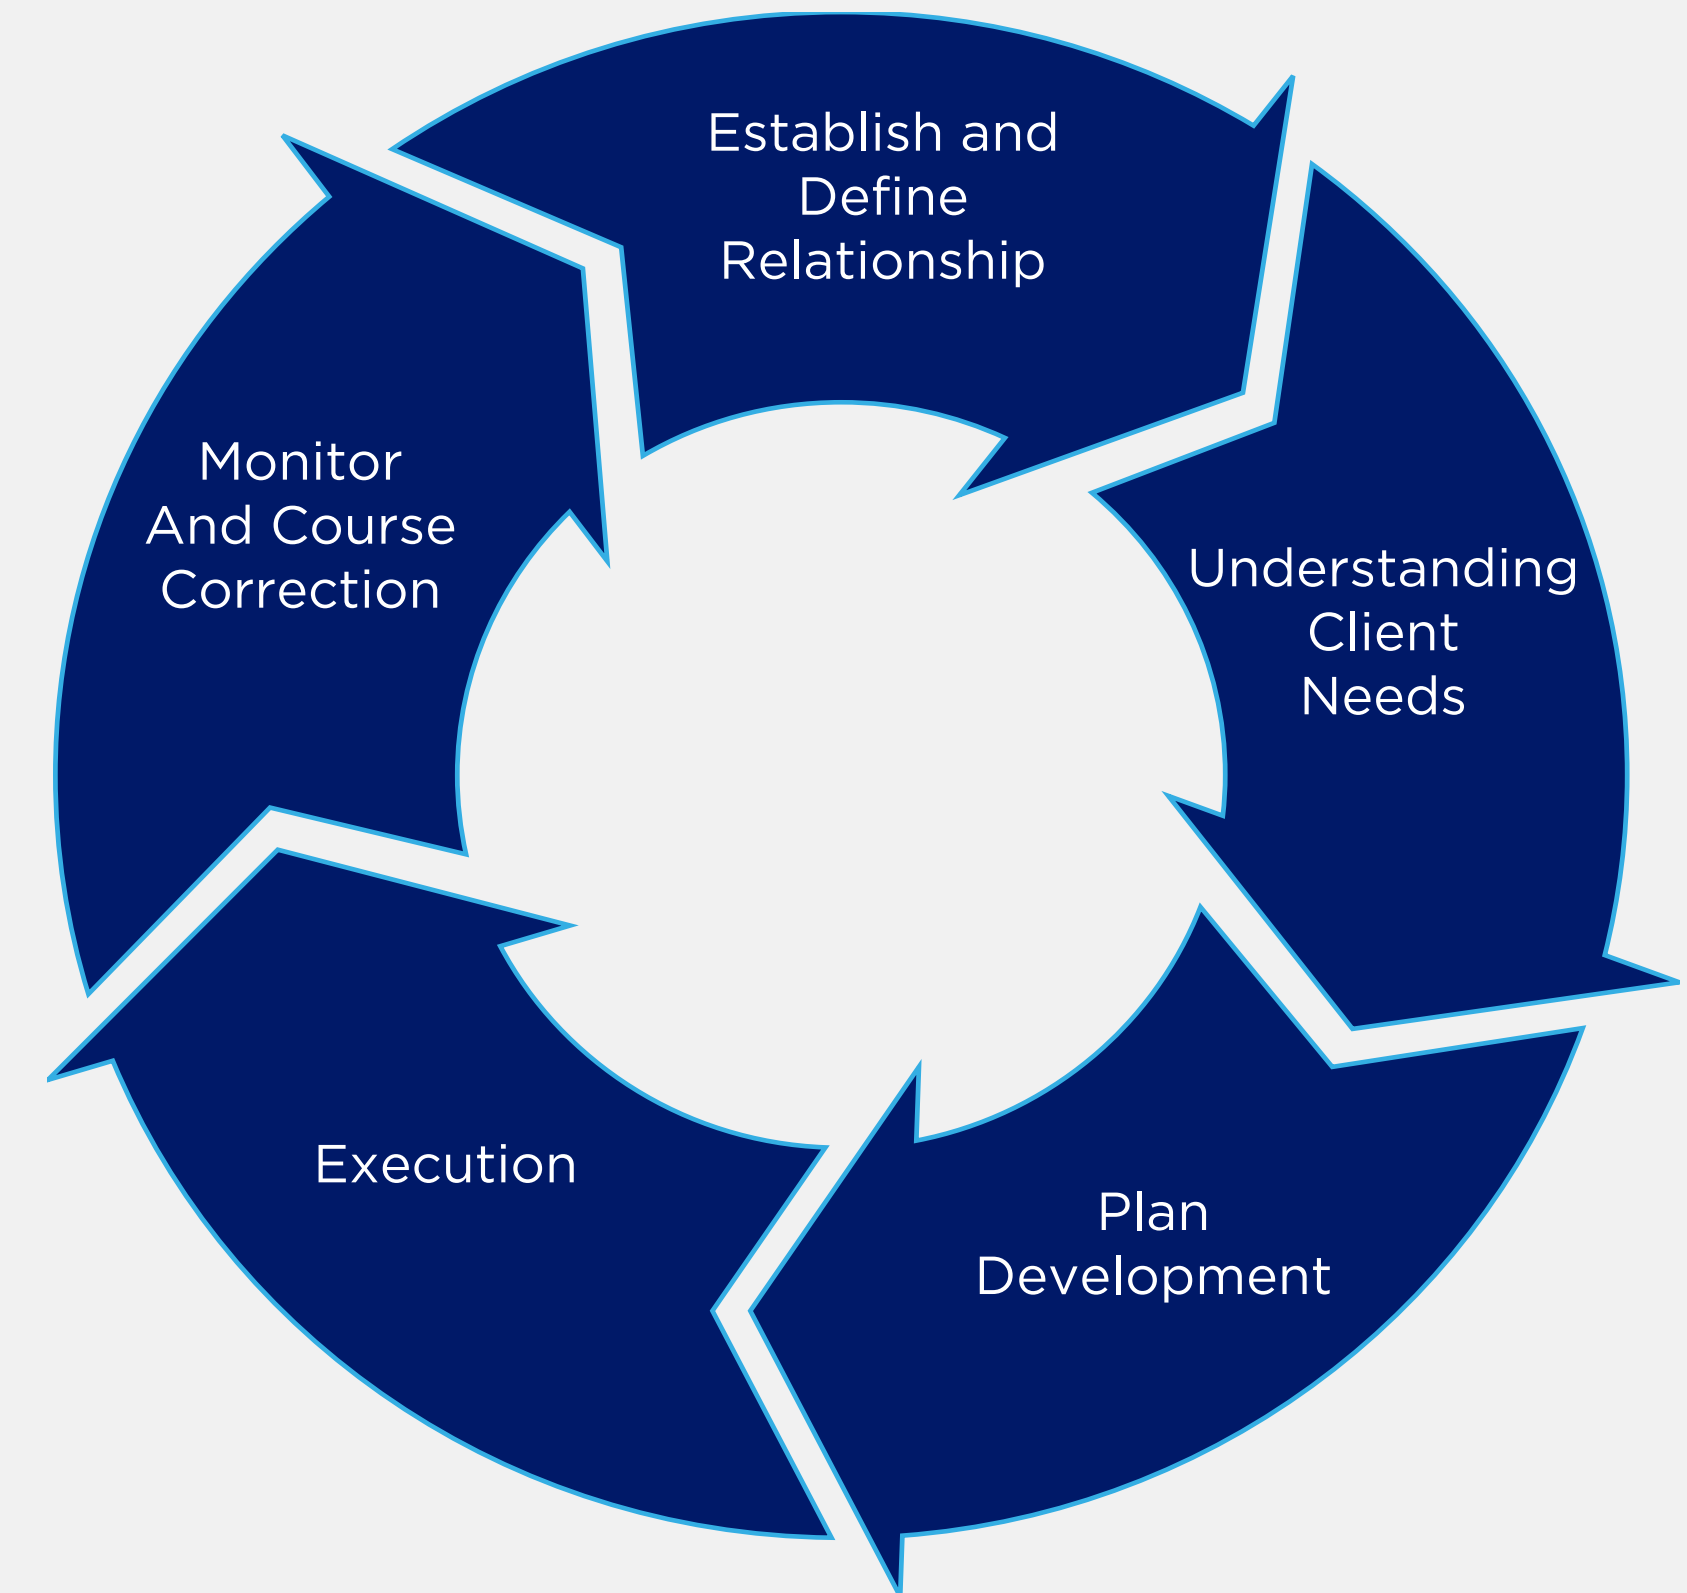 Establish and
Define
Relationship
Understanding
Client
Needs
Plan
Development
Execution
Monitor
And Course
Correction